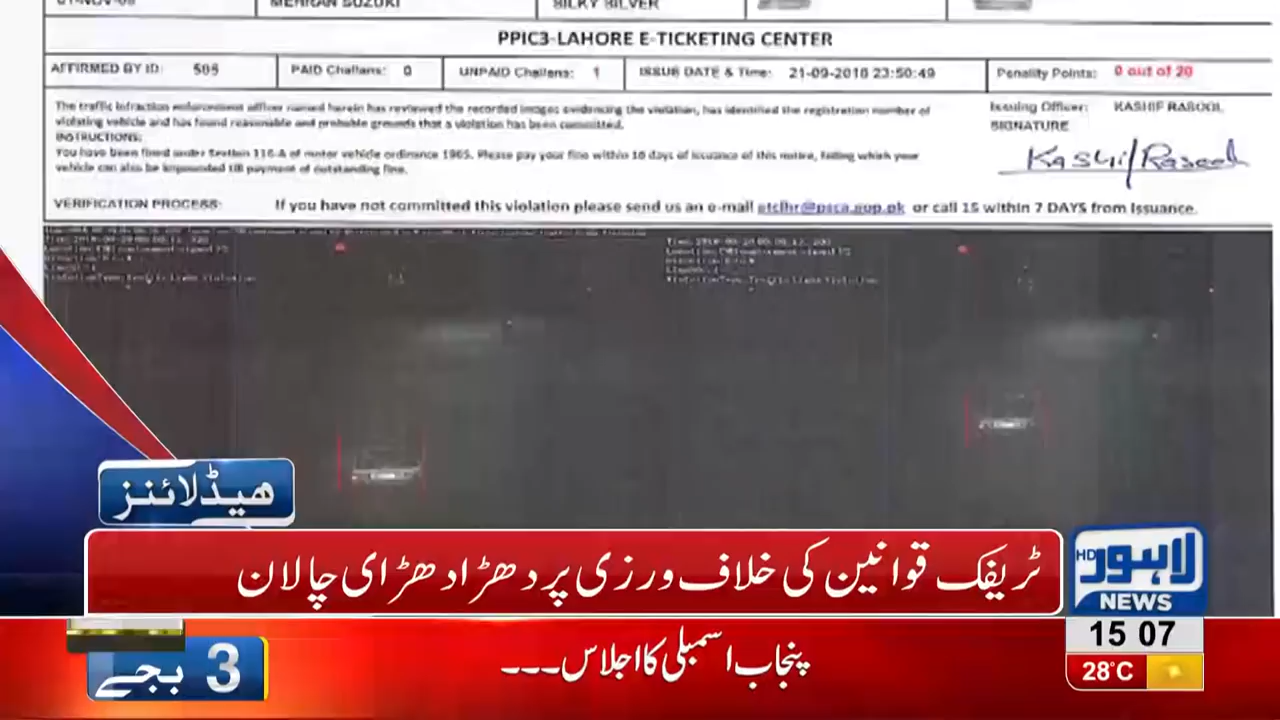 01-NOV-08 MEHRAN SUZUKI SILKY SILVER
PPIC3-LAHORE E-TICKETING CENTER
AFFIRMED BY ID: 505 PAID Challans: 0 UNPAID Challens: 1 ISSUE DATE & Time: 21-09-2018 23:50:49 Penality Points: 0 out of 20
The traffic infraction enforcement officer named herein has reviewed the recorded images evidencing the violation, has identified the registration number of
violating vehicle and has found reasonable and probable grounds that a violation has been committed.
INSTRUCTIONS:
You have been fined under Section 116-A of motor vehicle ordinance 1965. Please pay your fine within 10 days of issuance of this notice, failing which your
vehicle can also be impounded till payment of outstanding fine.
Issuing Officer: KASHIF RASOOL
SIGNATURE
Kashif Rasool
VERIFICATION PROCESS: If you have not committed this violation please send us an e-mail etclhr@psca.gop.pk or call 15 within 7 DAYS from Issuance.
ہیڈلائنز
ٹریفک قوانین کی خلاف ورزی پر دھڑا دھڑ ای چالان
لاہور HD
NEWS
15 07
28°C
3 بجے
پنجاب اسمبلی کا اجلاس ۔۔۔